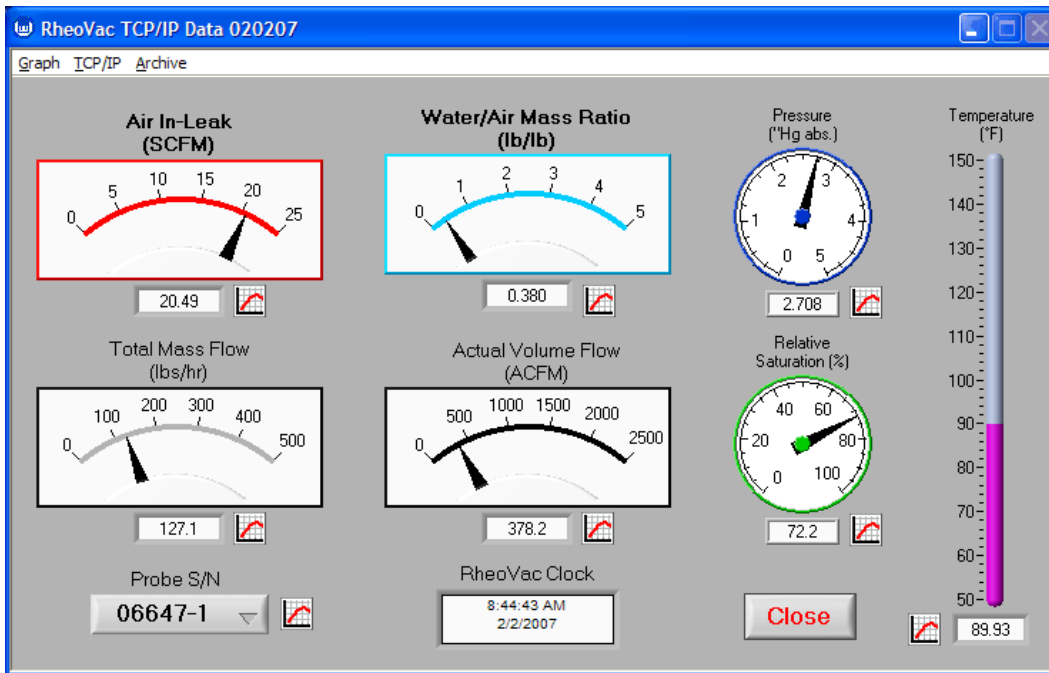 RheoVac TCP/IP Data 020207
Graph TCP/IP Archive
Air In-Leak
(SCFM)
0 5 10 15 20 25
20.49
Water/Air Mass Ratio
(lb/lb)
0 1 2 3 4 5
0.380
Pressure
("Hg abs.)
0 1 2 3 4 5
2.708
Temperature
(°F)
150
140
130
120
110
100
90
80
70
60
50
89.93
Total Mass Flow
(lbs/hr)
0 100 200 300 400 500
127.1
Actual Volume Flow
(ACFM)
0 500 1000 1500 2000 2500
378.2
Relative
Saturation (%)
0 20 40 60 80 100
72.2
Probe S/N
06647-1
RheoVac Clock
8:44:43 AM
2/2/2007
Close